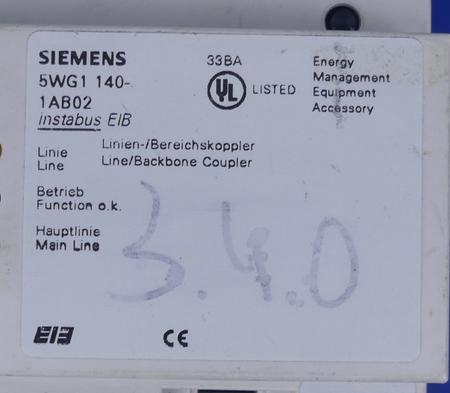 SIEMENS
5WG1 140-
1AB02
instabus EIB
33BA
UL LISTED
Energy
Management
Equipment
Accessory
Linien-/Bereichskoppler
Line/Backbone Coupler
Linie
Line
Betrieb
Function o.k.
Hauptlinie
Main Line
3.4.0
EIB
CE